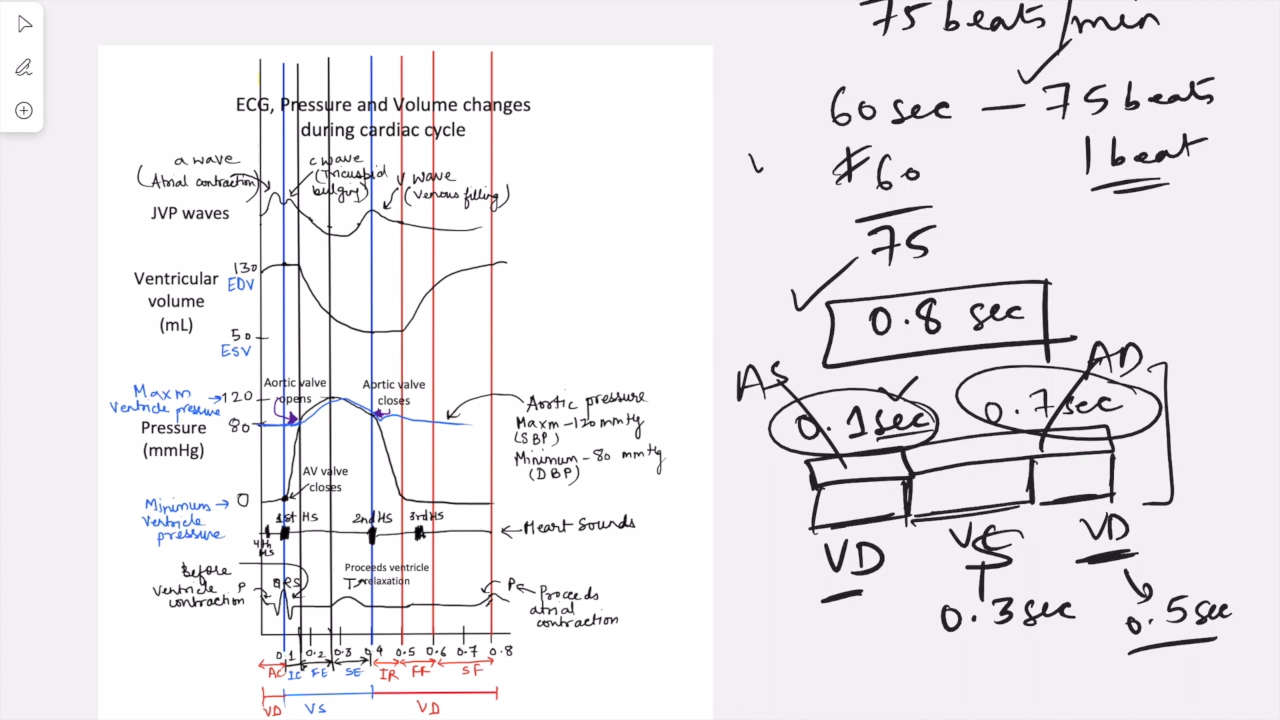 ECG, Pressure and Volume changes
during cardiac cycle
a wave
(Atrial contraction)
c wave
(Tricuspid
bulging)
v wave
(Venous filling)
JVP waves
Ventricular
volume
(mL)
130
EDV
50
ESV
Maxm
Ventricle pressure
120
80
Pressure
(mmHg)
0
Minimum
Ventricle
pressure
Aortic valve
opens
Aortic valve
closes
AV valve
closes
Aortic pressure
Maxm - 120 mmHg
(SBP)
Minimum - 80 mmHg
(DBP)
4th
HS
1st HS
2nd HS
3rd HS
Heart Sounds
Before
Ventricle
contraction
P
QRS
T
Proceeds ventricle
relaxation
P
Proceeds
atrial
contraction
0.1 0.2 0.3 0.4 0.5 0.6 0.7 0.8
AC IC FE SE IR FF SF
VD VS VD
75 beats/min
60 sec — 75 beats
60
75
1 beat
0.8 sec
AS
AD
0.1 sec
0.7 sec
VD VS VD
0.3 sec
0.5 sec